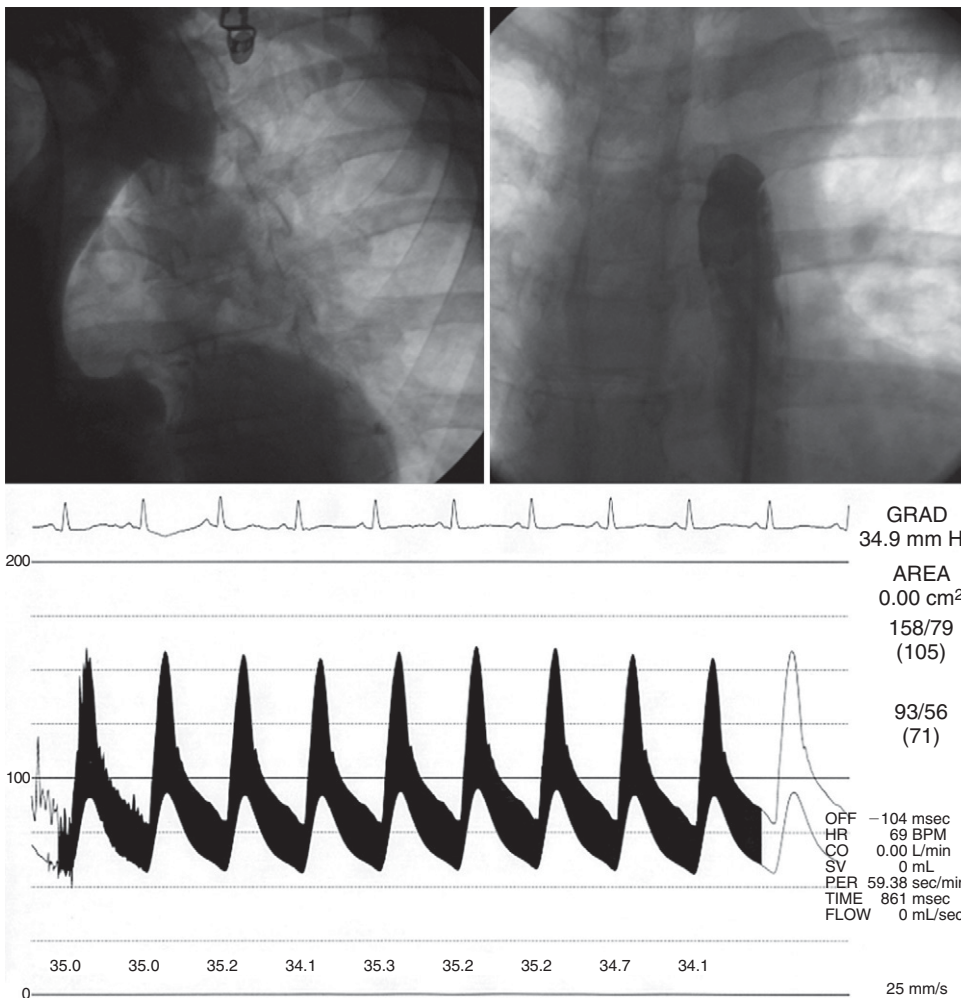 GRAD
34.9 mm H
200
AREA
0.00 cm²
158/79
(105)
93/56
(71)
100
OFF −104 msec
HR 69 BPM
CO 0.00 L/min
SV 0 mL
PER 59.38 sec/min
TIME 861 msec
FLOW 0 mL/sec
35.0 35.0 35.2 34.1 35.3 35.2 35.2 34.7 34.1
0
25 mm/s